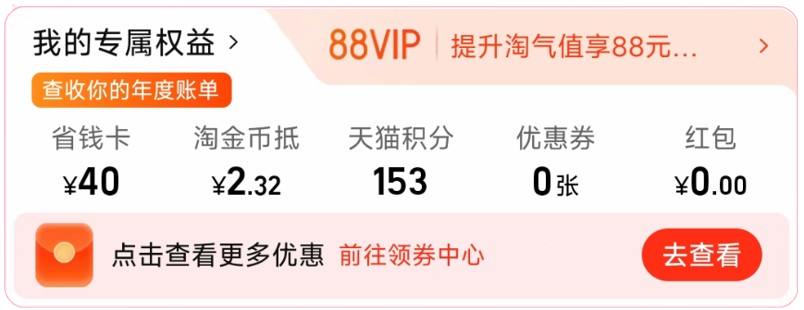 我的专属权益 >
88VIP 提升淘气值享88元... >
查收你的年度账单
省钱卡 淘金币抵 天猫积分 优惠券 红包
¥40 ¥2.32 153 0张 ¥0.00
点击查看更多优惠 前往领券中心 去查看